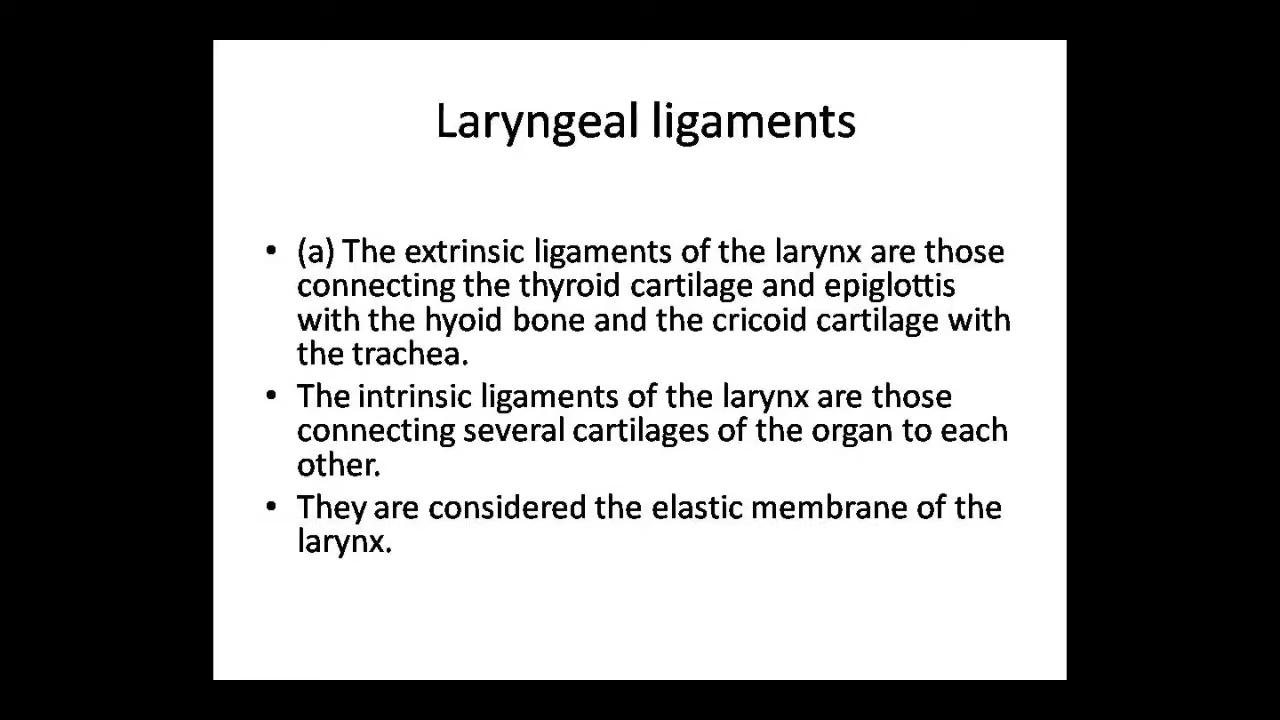 Laryngeal ligaments
• (a) The extrinsic ligaments of the larynx are those
connecting the thyroid cartilage and epiglottis
with the hyoid bone and the cricoid cartilage with
the trachea.
• The intrinsic ligaments of the larynx are those
connecting several cartilages of the organ to each
other.
• They are considered the elastic membrane of the
larynx.